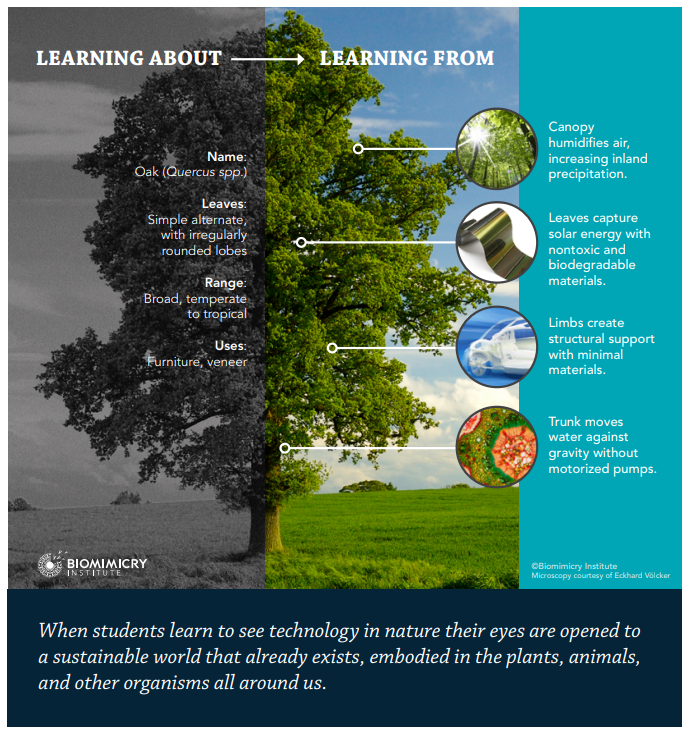 LEARNING ABOUT
LEARNING FROM
Name:
Oak (Quercus spp.)
Leaves:
Simple alternate,
with irregularly
rounded lobes
Range:
Broad, temperate
to tropical
Uses:
Furniture, veneer
Canopy
humidifies air,
increasing inland
precipitation.
Leaves capture
solar energy with
nontoxic and
biodegradable
materials.
Limbs create
structural support
with minimal
materials.
Trunk moves
water against
gravity without
motorized pumps.
BIOMIMICRY
INSTITUTE
©Biomimicry Institute
Microscopy courtesy of Eckhard Völcker
When students learn to see technology in nature their eyes are opened to
a sustainable world that already exists, embodied in the plants, animals,
and other organisms all around us.